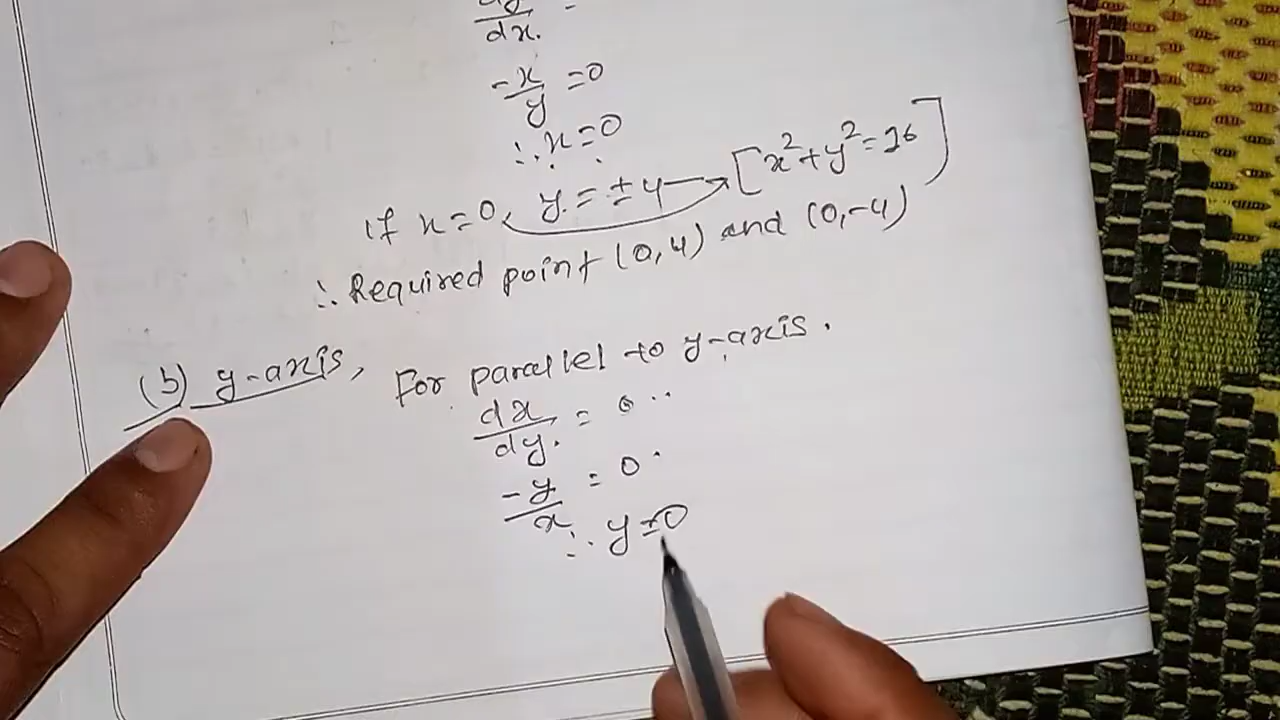 dy/dx. =
-x/y = 0
∴ x = 0
If x = 0, y = ± 4 → [x² + y² = 16]
∴ Required point (0, 4) and (0, -4)
(b) y-axis, For parallel to y-axis.
dx/dy. = 0 ..
-y/x = 0 .
∴ y = 0